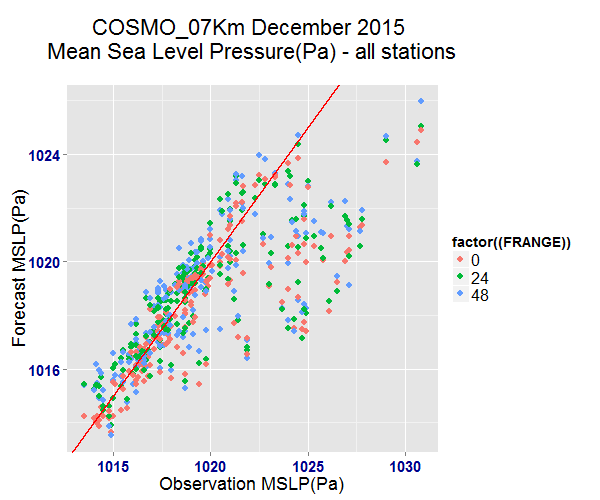 COSMO_07Km December 2015
Mean Sea Level Pressure(Pa) - all stations
Forecast MSLP(Pa)
1024
1020
1016
1015 1020 1025 1030
Observation MSLP(Pa)
factor((FRANGE))
0
24
48